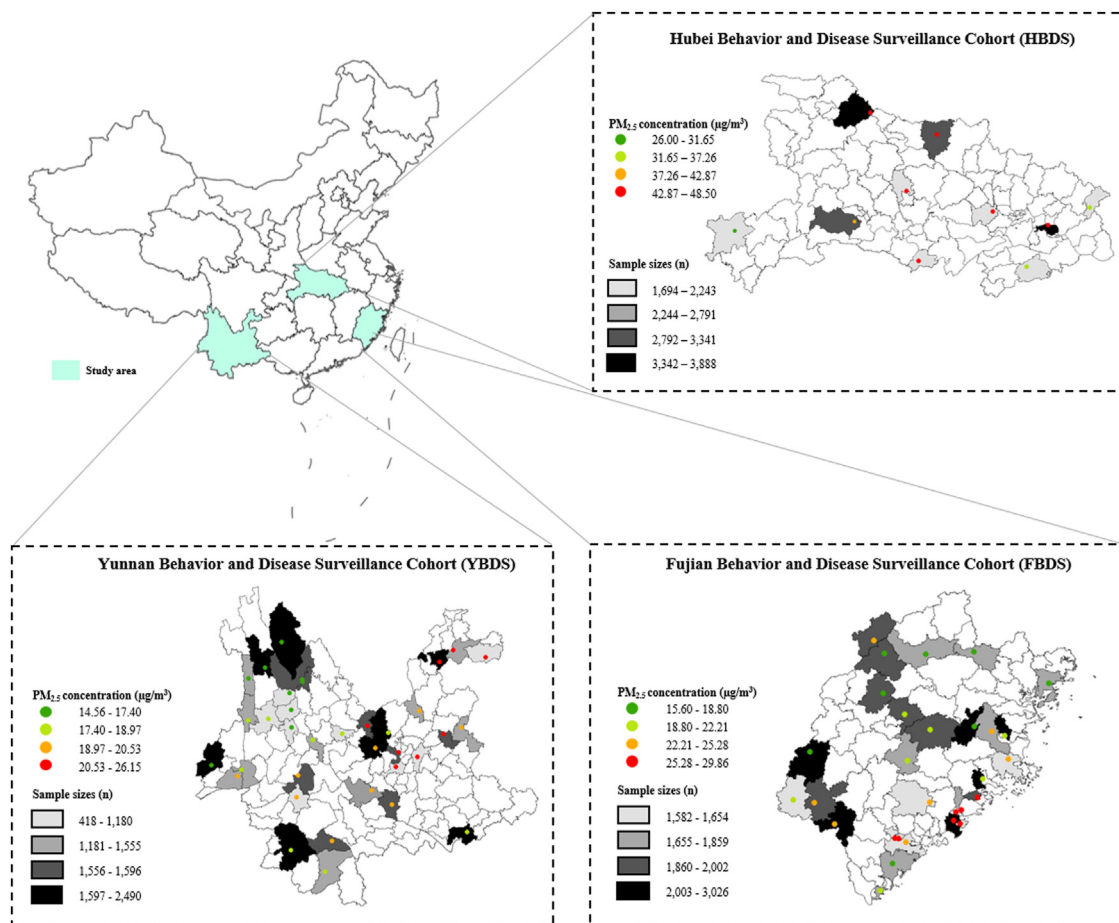 Hubei Behavior and Disease Surveillance Cohort (HBDS)
PM2.5 concentration (µg/m³)
26.00 - 31.65
31.65 – 37.26
37.26 - 42.87
42.87 - 48.50
Sample sizes (n)
1,694 – 2,243
2,244 - 2,791
2,792 – 3,341
3,342 – 3,888
Study area
Yunnan Behavior and Disease Surveillance Cohort (YBDS)
PM2.5 concentration (µg/m³)
14.56 - 17.40
17.40 - 18.97
18.97 - 20.53
20.53 - 26.15
Sample sizes (n)
418 - 1,180
1,181 - 1,555
1,556 - 1,596
1,597 - 2,490
Fujian Behavior and Disease Surveillance Cohort (FBDS)
PM2.5 concentration (µg/m³)
15.60 - 18.80
18.80 - 22.21
22.21 - 25.28
25.28 - 29.86
Sample sizes (n)
1,582 - 1,654
1,655 - 1,859
1,860 - 2,002
2,003 - 3,026